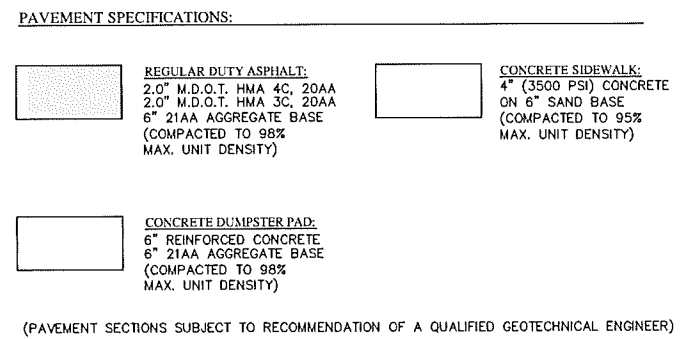 PAVEMENT SPECIFICATIONS:
REGULAR DUTY ASPHALT:
2.0" M.D.O.T. HMA 4C, 20AA
2.0" M.D.O.T. HMA 3C, 20AA
6" 21AA AGGREGATE BASE
(COMPACTED TO 98%
MAX. UNIT DENSITY)
CONCRETE SIDEWALK:
4" (3500 PSI) CONCRETE
ON 6" SAND BASE
(COMPACTED TO 95%
MAX. UNIT DENSITY)
CONCRETE DUMPSTER PAD:
6" REINFORCED CONCRETE
6" 21AA AGGREGATE BASE
(COMPACTED TO 98%
MAX. UNIT DENSITY)
(PAVEMENT SECTIONS SUBJECT TO RECOMMENDATION OF A QUALIFIED GEOTECHNICAL ENGINEER)